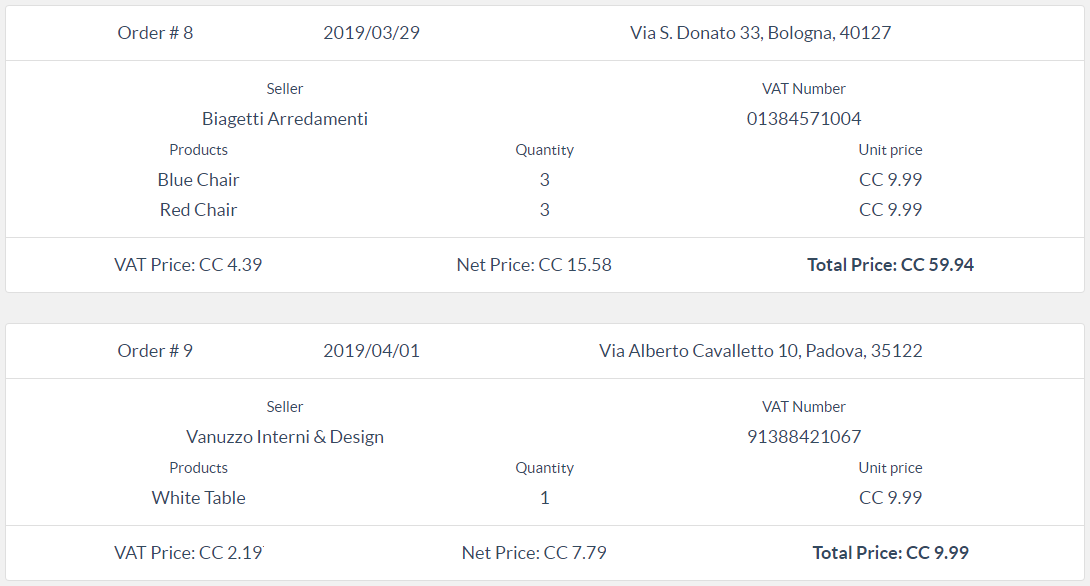 Order # 8 2019/03/29 Via S. Donato 33, Bologna, 40127
Seller VAT Number
Biagetti Arredamenti 01384571004
Products Quantity Unit price
Blue Chair 3 CC 9.99
Red Chair 3 CC 9.99
VAT Price: CC 4.39 Net Price: CC 15.58 Total Price: CC 59.94
Order # 9 2019/04/01 Via Alberto Cavalletto 10, Padova, 35122
Seller VAT Number
Vanuzzo Interni & Design 91388421067
Products Quantity Unit price
White Table 1 CC 9.99
VAT Price: CC 2.19 Net Price: CC 7.79 Total Price: CC 9.99